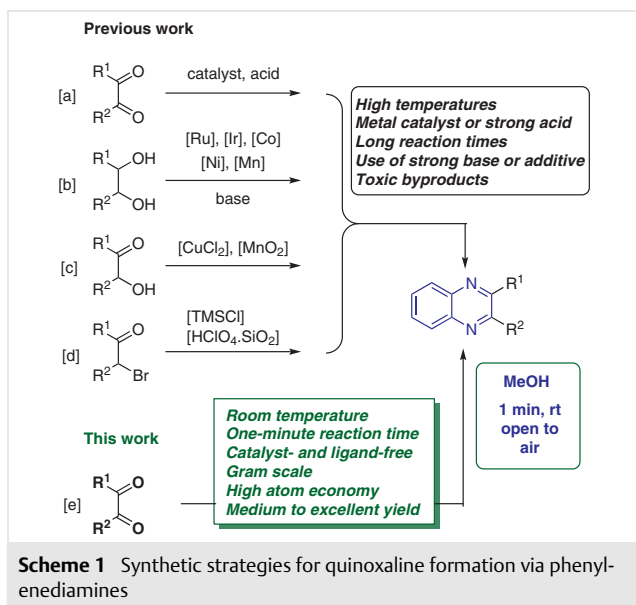 Previous work
[a] R¹ O R² O catalyst, acid
[b] R¹ OH R² OH [Ru], [Ir], [Co]
[Ni], [Mn]
base
[c] R¹ O R² OH [CuCl₂], [MnO₂]
[d] R¹ O R² Br [TMSCl]
[HClO₄.SiO₂]
High temperatures
Metal catalyst or strong acid
Long reaction times
Use of strong base or additive
Toxic byproducts
N R¹
N R²
MeOH
1 min, rt
open to
air
This work
[e] R¹ O R² O
Room temperature
One-minute reaction time
Catalyst- and ligand-free
Gram scale
High atom economy
Medium to excellent yield
Scheme 1 Synthetic strategies for quinoxaline formation via phenyl-
enediamines